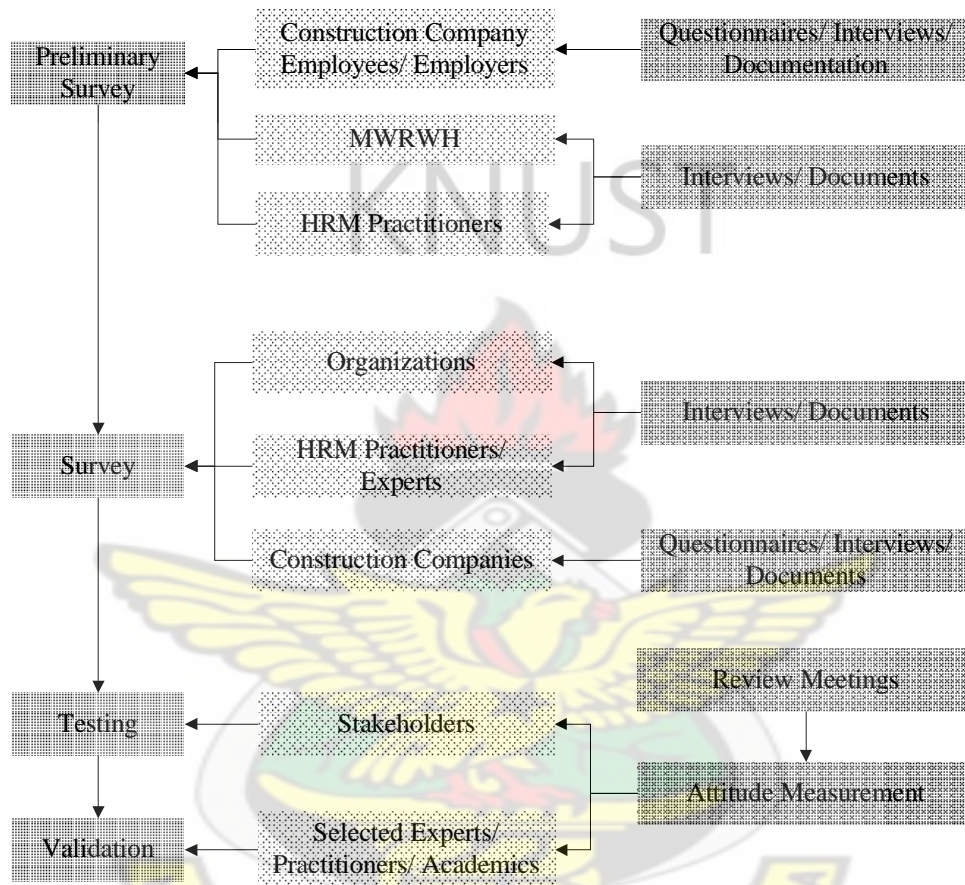 Preliminary
Survey
Construction Company
Employees/ Employers
Questionnaires/ Interviews/
Documentation
MWRWH
Interviews/ Documents
HRM Practitioners
KNUST
Organizations
Interviews/ Documents
Survey
HRM Practitioners/
Experts
Construction Companies
Questionnaires/ Interviews/
Documents
Review Meetings
Testing
Stakeholders
Attitude Measurement
Validation
Selected Experts/
Practitioners/ Academics